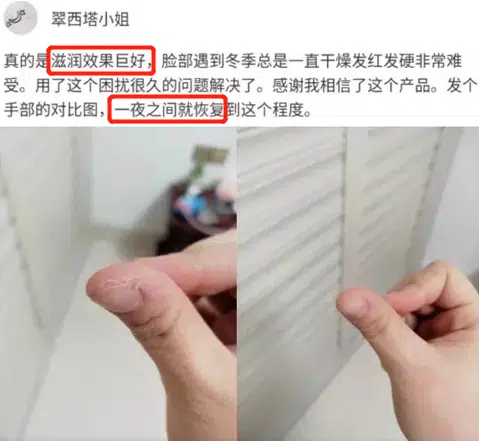 翠西塔小姐
真的是滋润效果巨好，脸部遇到冬季总是一直干燥发红发硬非常难
受。用了这个困扰很久的问题解决了。感谢我相信了这个产品。发个
手部的对比图，一夜之间就恢复到这个程度。